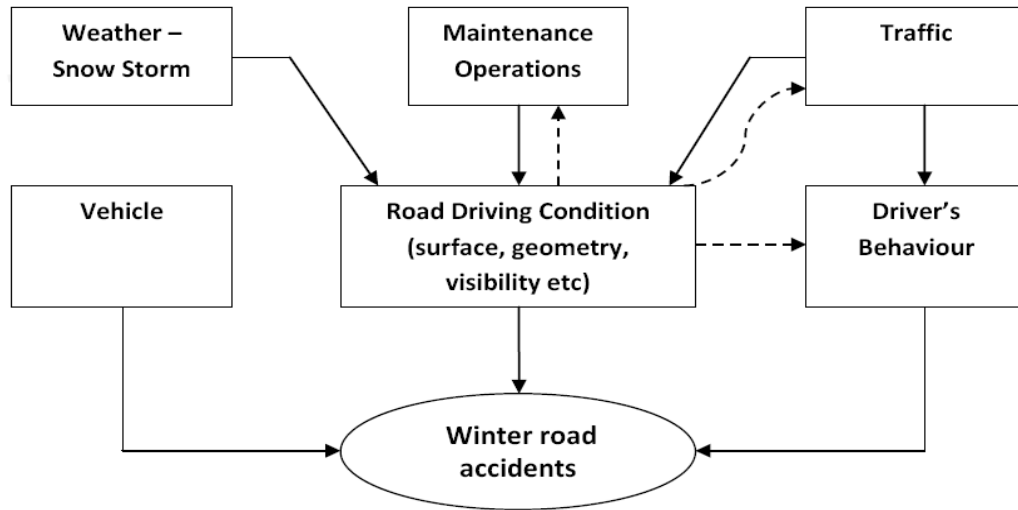 Weather –
Snow Storm
Maintenance
Operations
Traffic
Vehicle
Road Driving Condition
(surface, geometry,
visibility etc)
Driver’s
Behaviour
Winter road
accidents